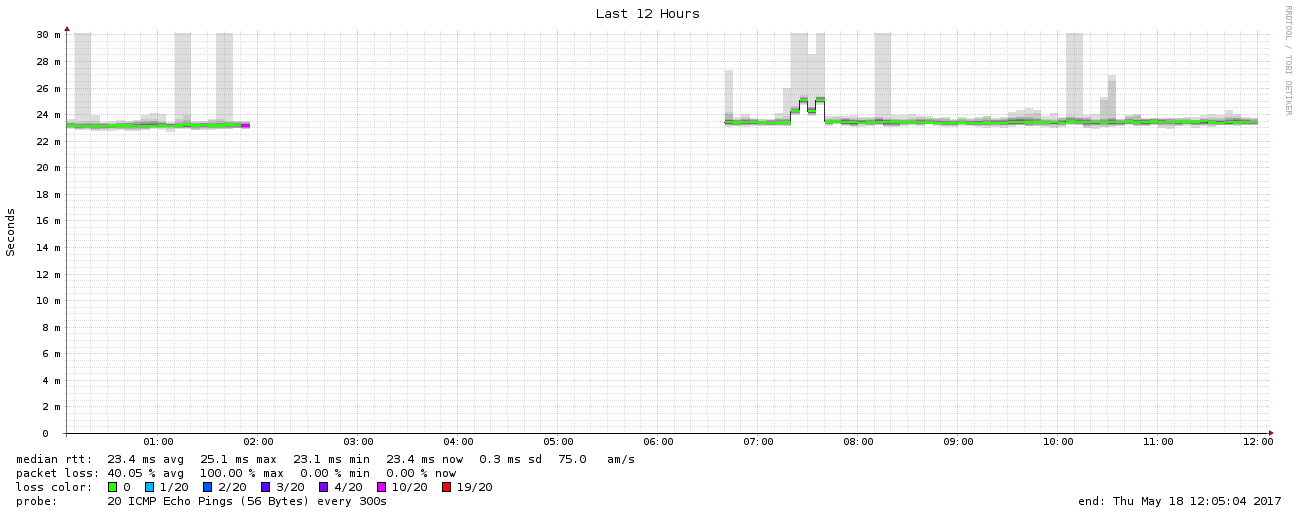 Last 12 Hours
RRDTOOL / TOBI OETIKER
Seconds
30 m
28 m
26 m
24 m
22 m
20 m
18 m
16 m
14 m
12 m
10 m
8 m
6 m
4 m
2 m
0
01:00 02:00 03:00 04:00 05:00 06:00 07:00 08:00 09:00 10:00 11:00 12:00
median rtt: 23.4 ms avg 25.1 ms max 23.1 ms min 23.4 ms now 0.3 ms sd 75.0 am/s
packet loss: 40.05 % avg 100.00 % max 0.00 % min 0.00 % now
loss color: 0 1/20 2/20 3/20 4/20 10/20 19/20
probe: 20 ICMP Echo Pings (56 Bytes) every 300s end: Thu May 18 12:05:04 2017